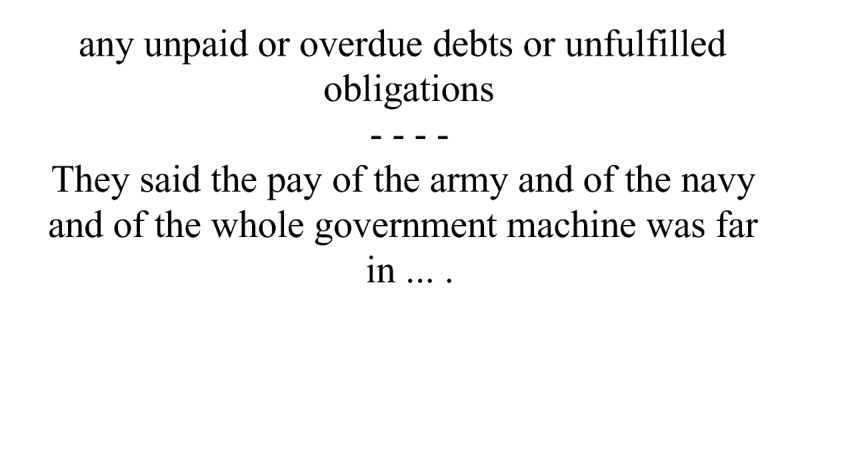 any unpaid or overdue debts or unfulfilled
obligations
- - - -
They said the pay of the army and of the navy
and of the whole government machine was far
in ... .